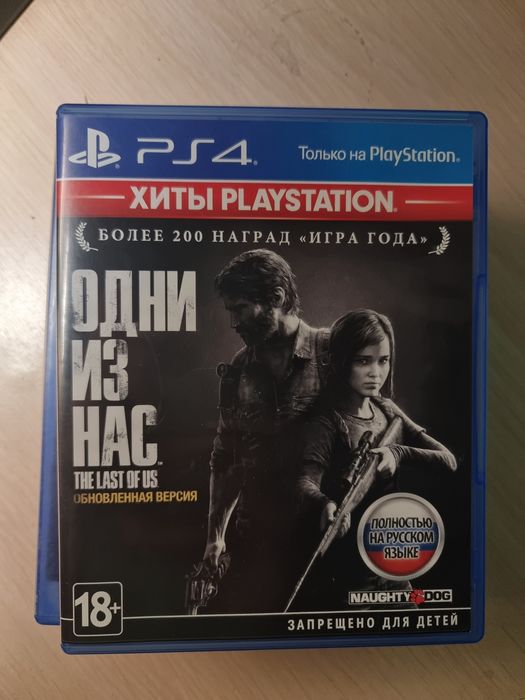 PS4
Только на PlayStation
ХИТЫ PLAYSTATION
БОЛЕЕ 200 НАГРАД «ИГРА ГОДА»
ОДНИ
ИЗ
НАС
THE LAST OF US
ОБНОВЛЕННАЯ ВЕРСИЯ
ПОЛНОСТЬЮ
НА РУССКОМ
ЯЗЫКЕ
18+
NAUGHTY DOG
ЗАПРЕЩЕНО ДЛЯ ДЕТЕЙ